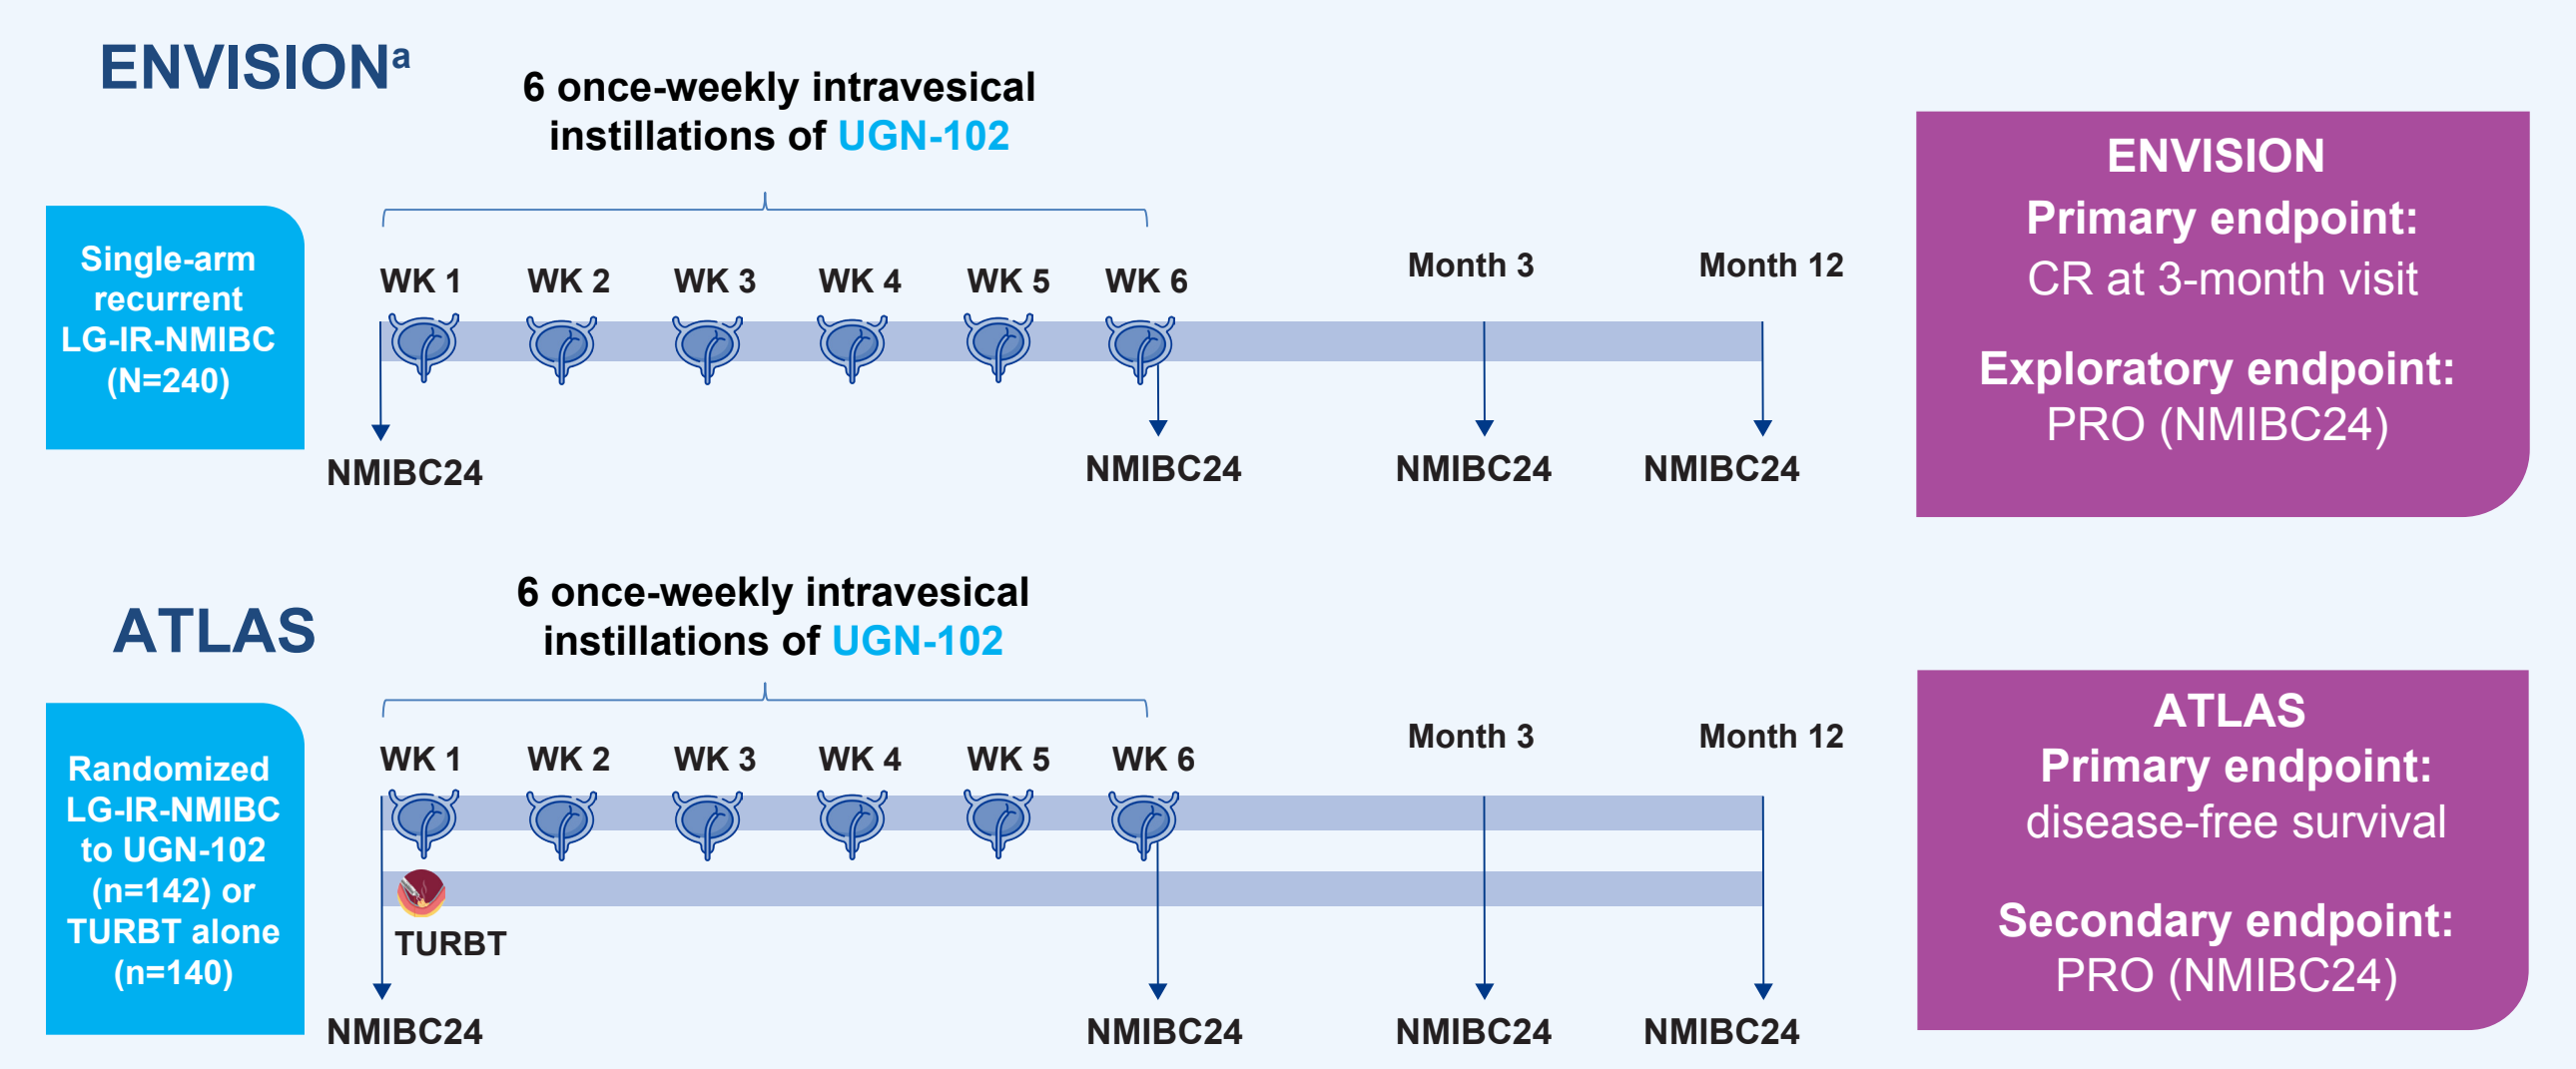 ENVISIONᵃ
6 once-weekly intravesical
instillations of UGN-102
Single-arm
recurrent
LG-IR-NMIBC
(N=240)
WK 1 WK 2 WK 3 WK 4 WK 5 WK 6 Month 3 Month 12
NMIBC24 NMIBC24 NMIBC24 NMIBC24
ENVISION
Primary endpoint:
CR at 3-month visit
Exploratory endpoint:
PRO (NMIBC24)
ATLAS
6 once-weekly intravesical
instillations of UGN-102
Randomized
LG-IR-NMIBC
to UGN-102
(n=142) or
TURBT alone
(n=140)
WK 1 WK 2 WK 3 WK 4 WK 5 WK 6 Month 3 Month 12
TURBT
NMIBC24 NMIBC24 NMIBC24 NMIBC24
ATLAS
Primary endpoint:
disease-free survival
Secondary endpoint:
PRO (NMIBC24)